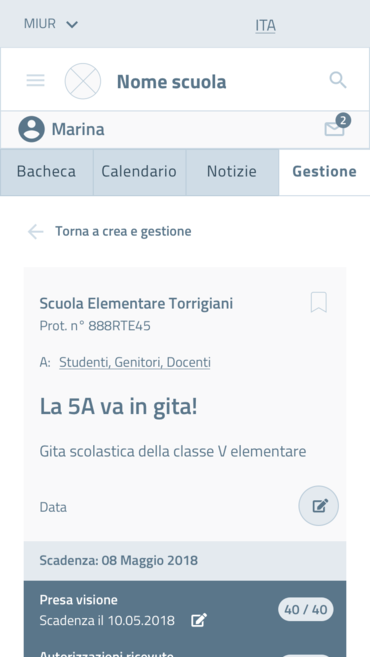 MIUR
ITA
Nome scuola
Marina
2
Bacheca
Calendario
Notizie
Gestione
Torna a crea e gestione
Scuola Elementare Torrigiani
Prot. n° 888RTE45
A: Studenti, Genitori, Docenti
La 5A va in gita!
Gita scolastica della classe V elementare
Data
Scadenza: 08 Maggio 2018
Presa visione
40 / 40
Scadenza il 10.05.2018
Autorizzazioni ricevute